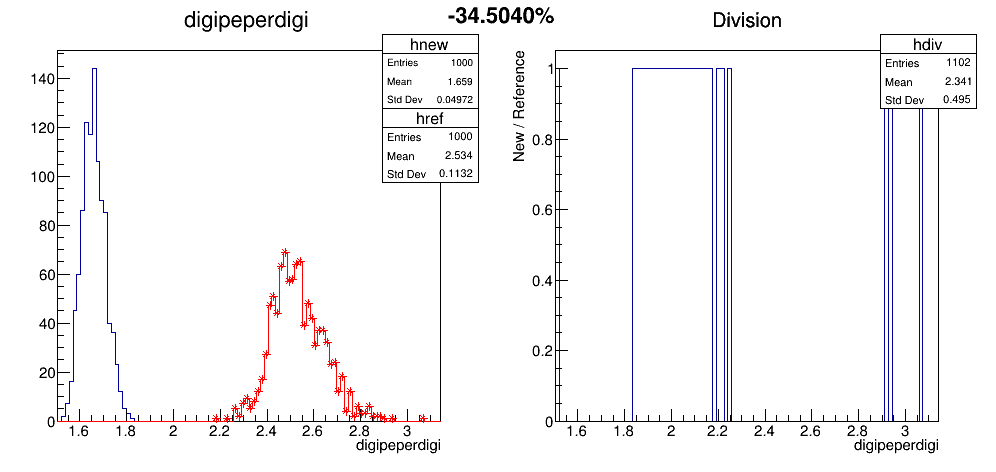 digipeperdigi
-34.5040%
Division
hnew
Entries 1000
Mean 1.659
Std Dev 0.04972
href
Entries 1000
Mean 2.534
Std Dev 0.1132
140
120
100
80
60
40
20
0
1.6 1.8 2 2.2 2.4 2.6 2.8 3
digipeperdigi
hdiv
Entries 1102
Mean 2.341
Std Dev 0.495
New / Reference
1
0.8
0.6
0.4
0.2
0
1.6 1.8 2 2.2 2.4 2.6 2.8 3
digipeperdigi